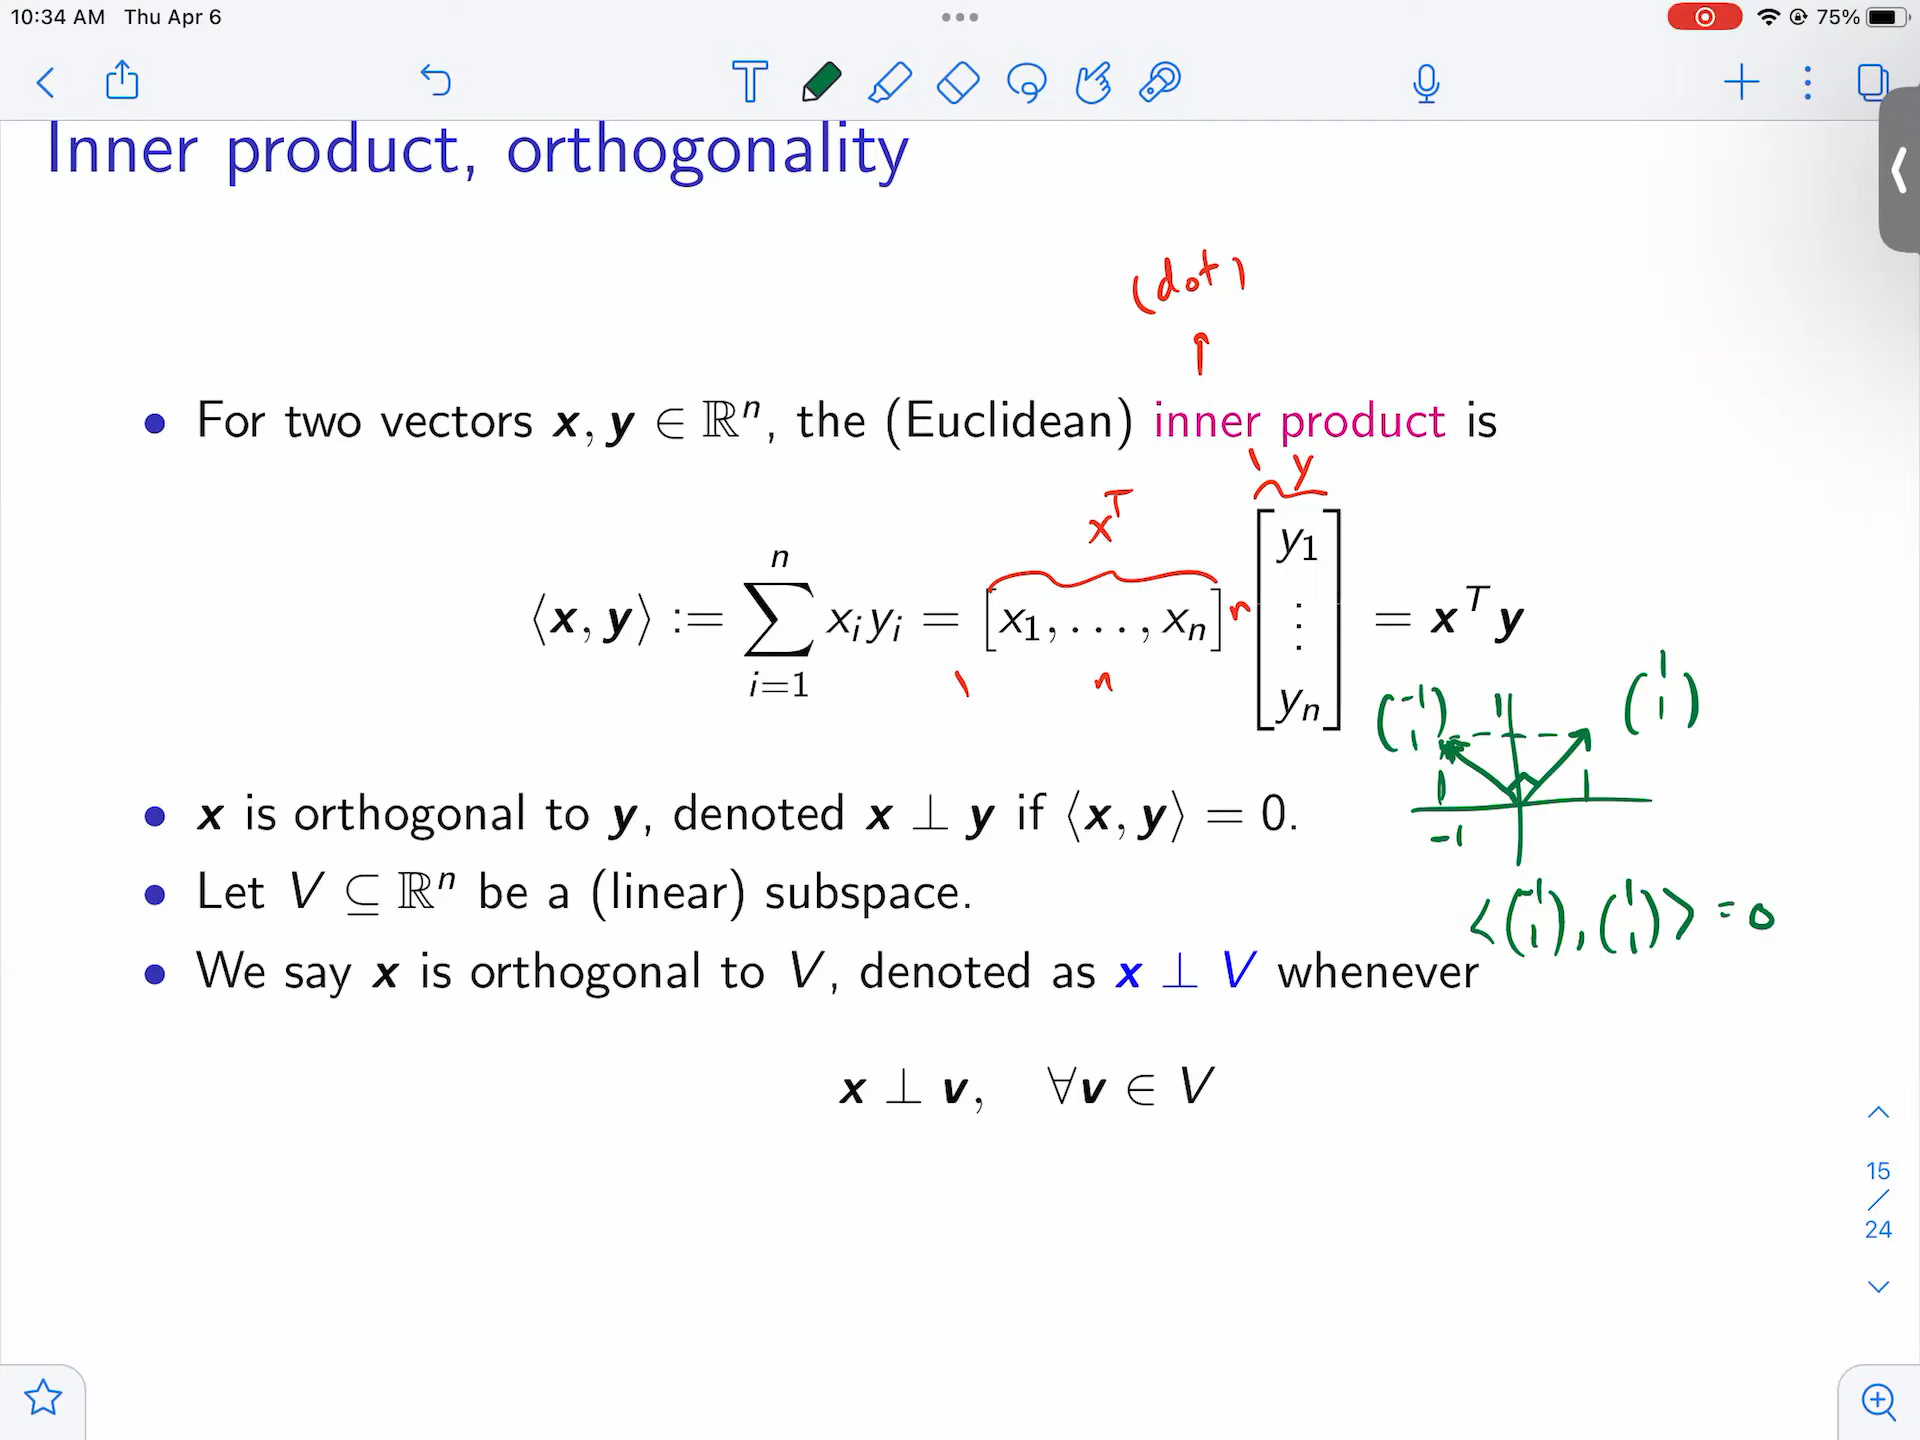 10:34 AM Thu Apr 6
75%
Inner product, orthogonality
(dot)
• For two vectors x, y ∈ ℝⁿ, the (Euclidean) inner product is
⟨x, y⟩ := ∑ᵢ₌₁ⁿ xᵢyᵢ = [x₁, . . . , xₙ] [y₁ ⋮ yₙ] = xᵀy
xᵀ
1 y
n
1 n
(-1 1) 1 (1 1)
-1 1
• x is orthogonal to y, denoted x ⊥ y if ⟨x, y⟩ = 0.
• Let V ⊆ ℝⁿ be a (linear) subspace.
<(-1 1), (1 1)> = 0
• We say x is orthogonal to V, denoted as x ⊥ V whenever
x ⊥ v, ∀v ∈ V
15
/
24